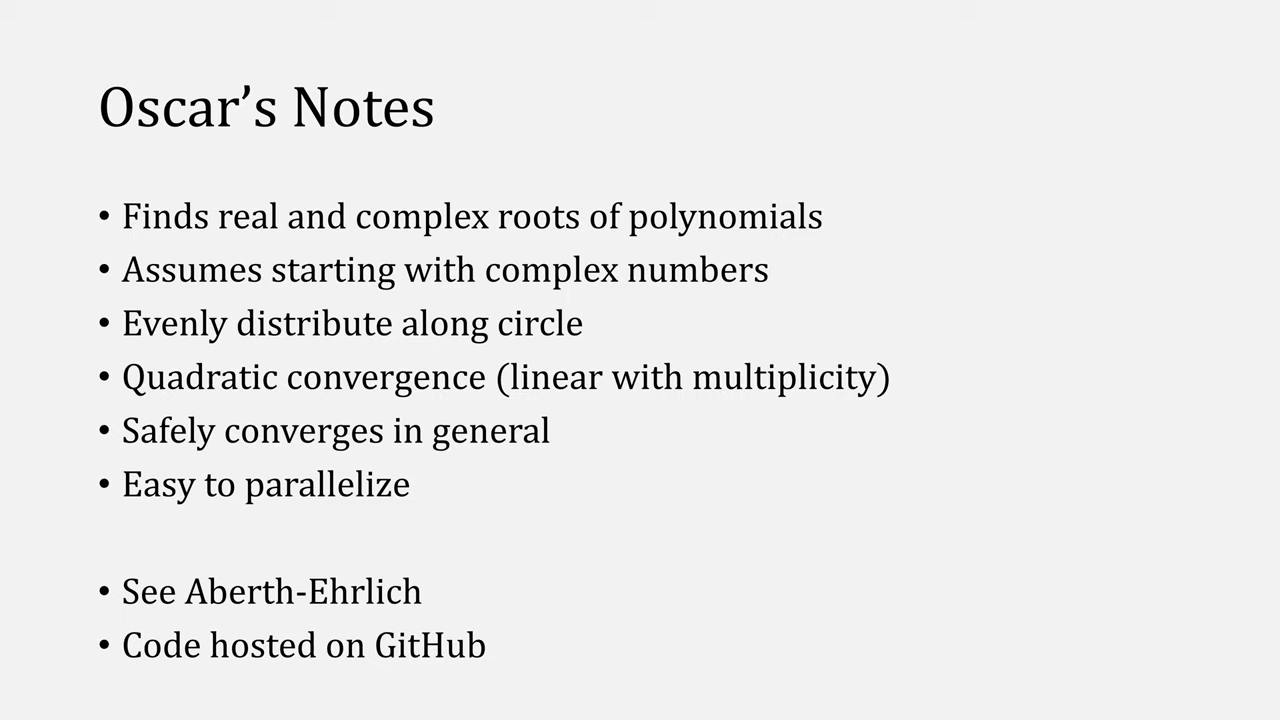 Oscar’s Notes
• Finds real and complex roots of polynomials
• Assumes starting with complex numbers
• Evenly distribute along circle
• Quadratic convergence (linear with multiplicity)
• Safely converges in general
• Easy to parallelize
• See Aberth-Ehrlich
• Code hosted on GitHub